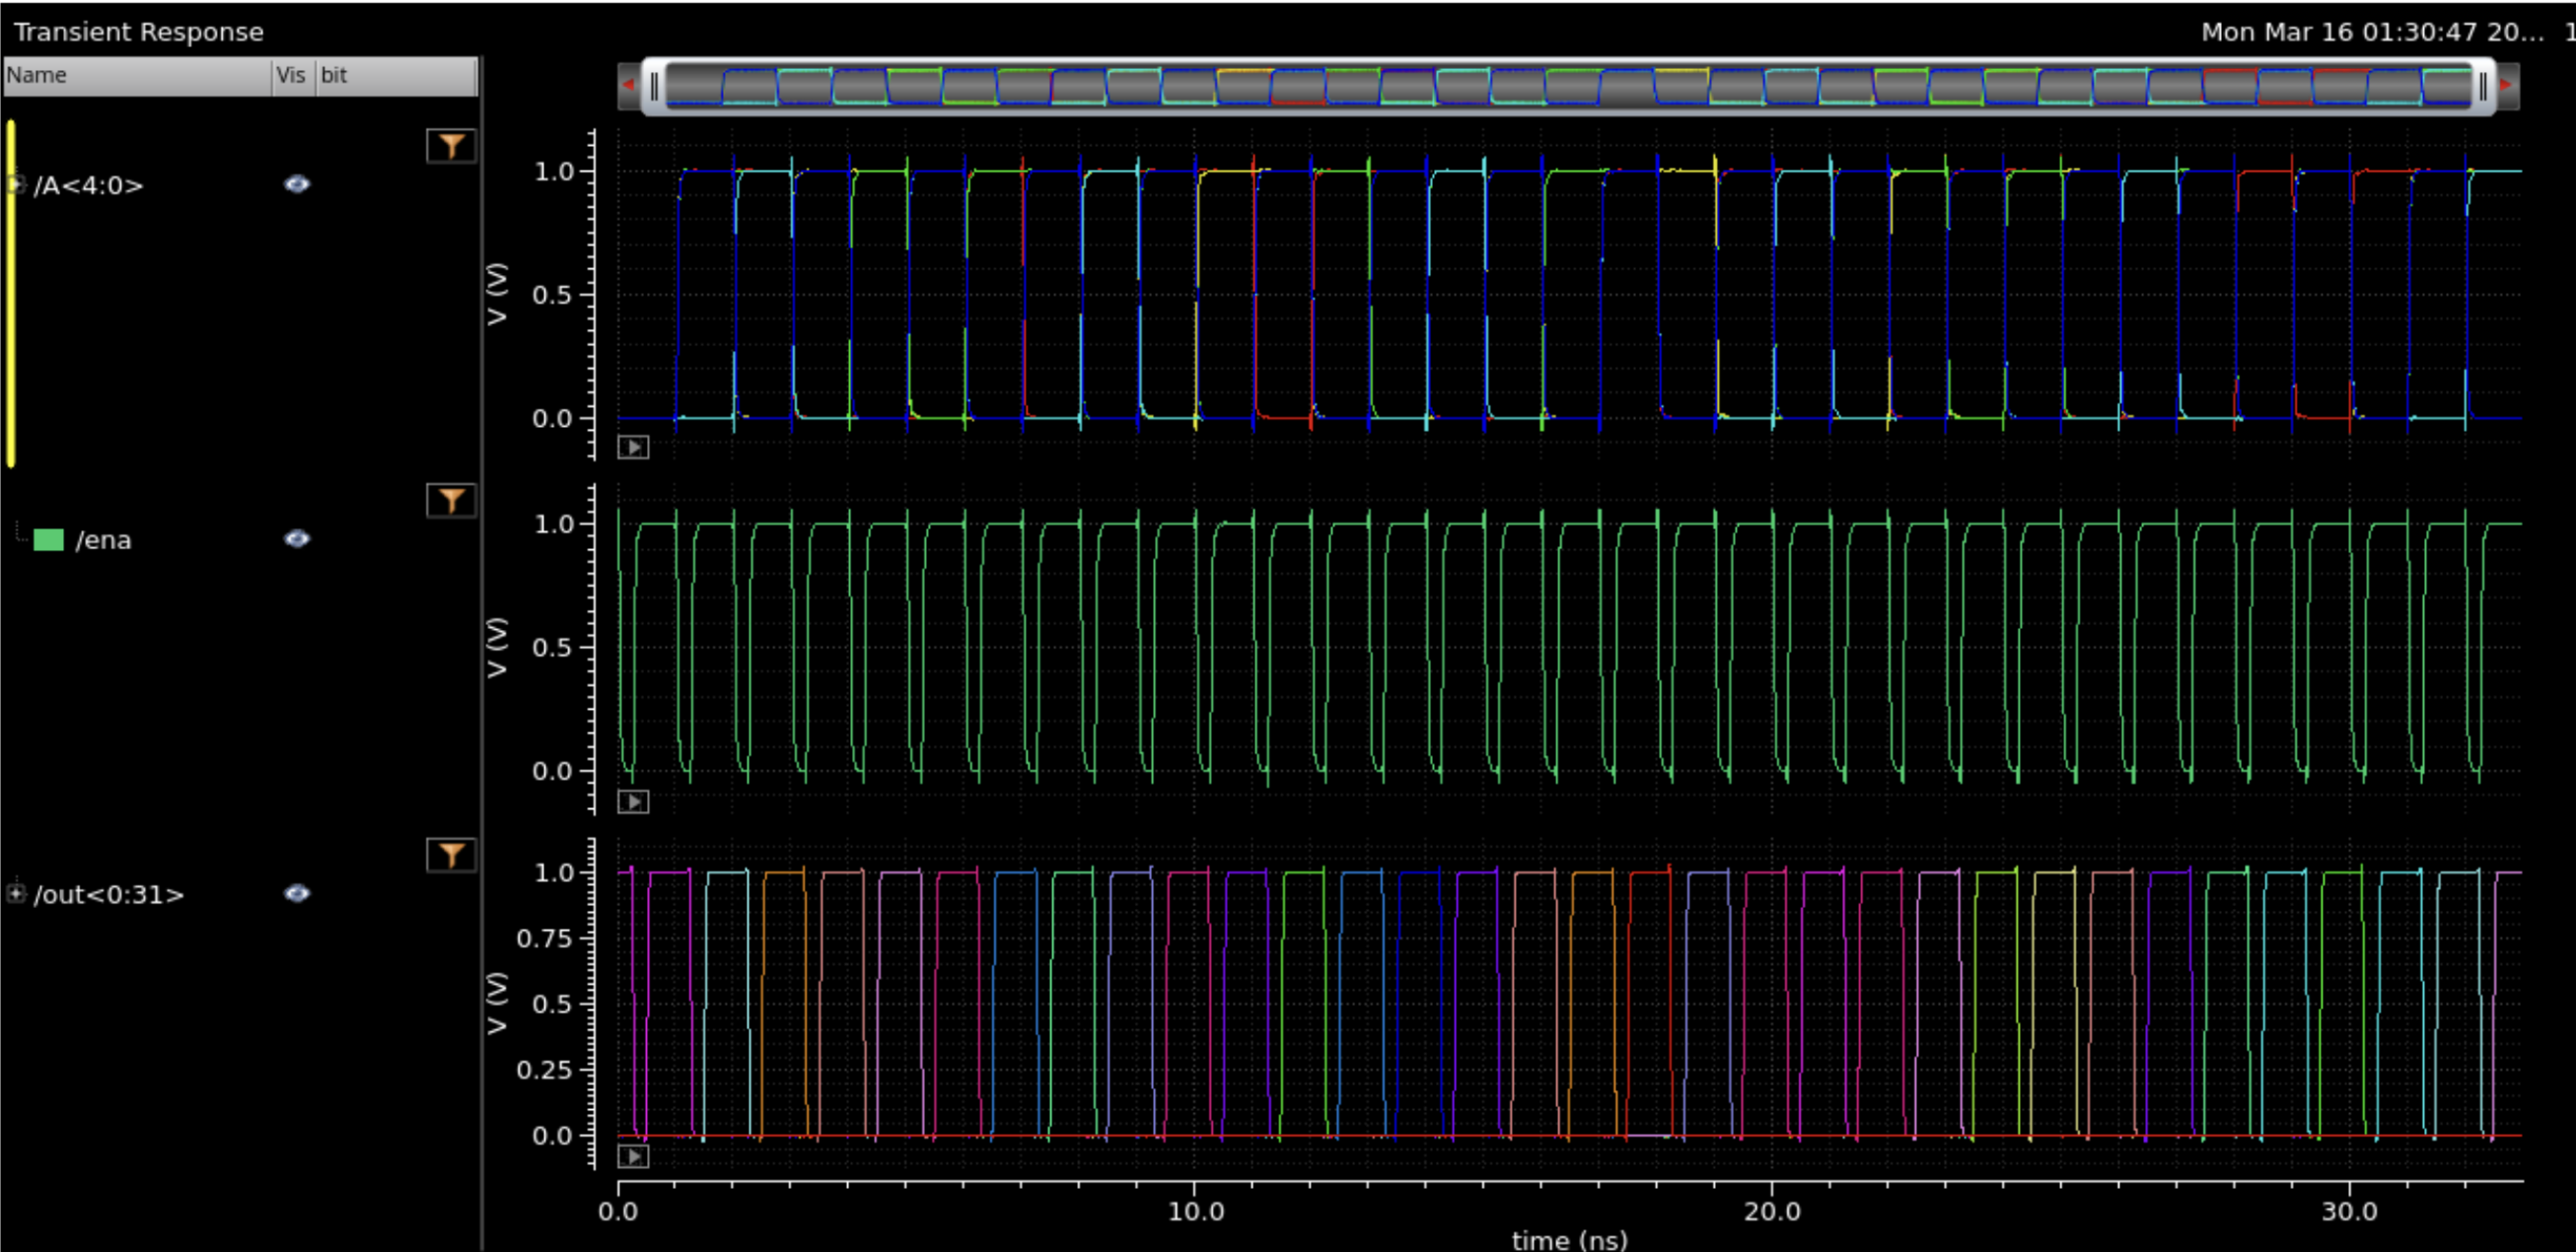 Transient Response
Mon Mar 16 01:30:47 20... 1
Name Vis bit
/A<4:0>
V (V)
1.0
0.5
0.0
/ena
V (V)
1.0
0.5
0.0
/out<0:31>
V (V)
1.0
0.75
0.5
0.25
0.0
0.0 10.0 20.0 30.0
time (ns)